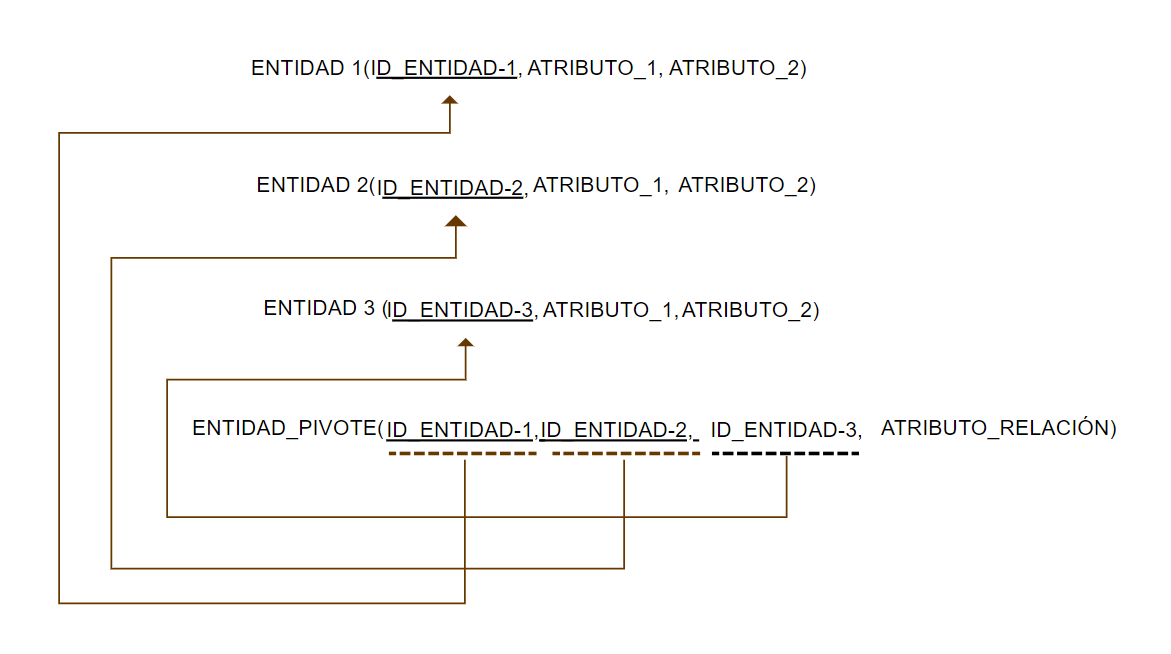 ENTIDAD 1(ID_ENTIDAD-1, ATRIBUTO_1, ATRIBUTO_2)
ENTIDAD 2(ID_ENTIDAD-2, ATRIBUTO_1, ATRIBUTO_2)
ENTIDAD 3 (ID_ENTIDAD-3, ATRIBUTO_1, ATRIBUTO_2)
ENTIDAD_PIVOTE(ID_ENTIDAD-1,ID_ENTIDAD-2, ID_ENTIDAD-3, ATRIBUTO_RELACIÓN)